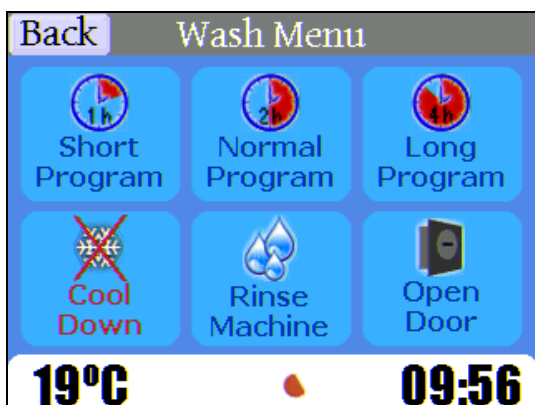 Back Wash Menu
1h 2h 4h
Short Normal Long
Program Program Program
Cool Rinse Open
Down Machine Door
19ºC 09:56